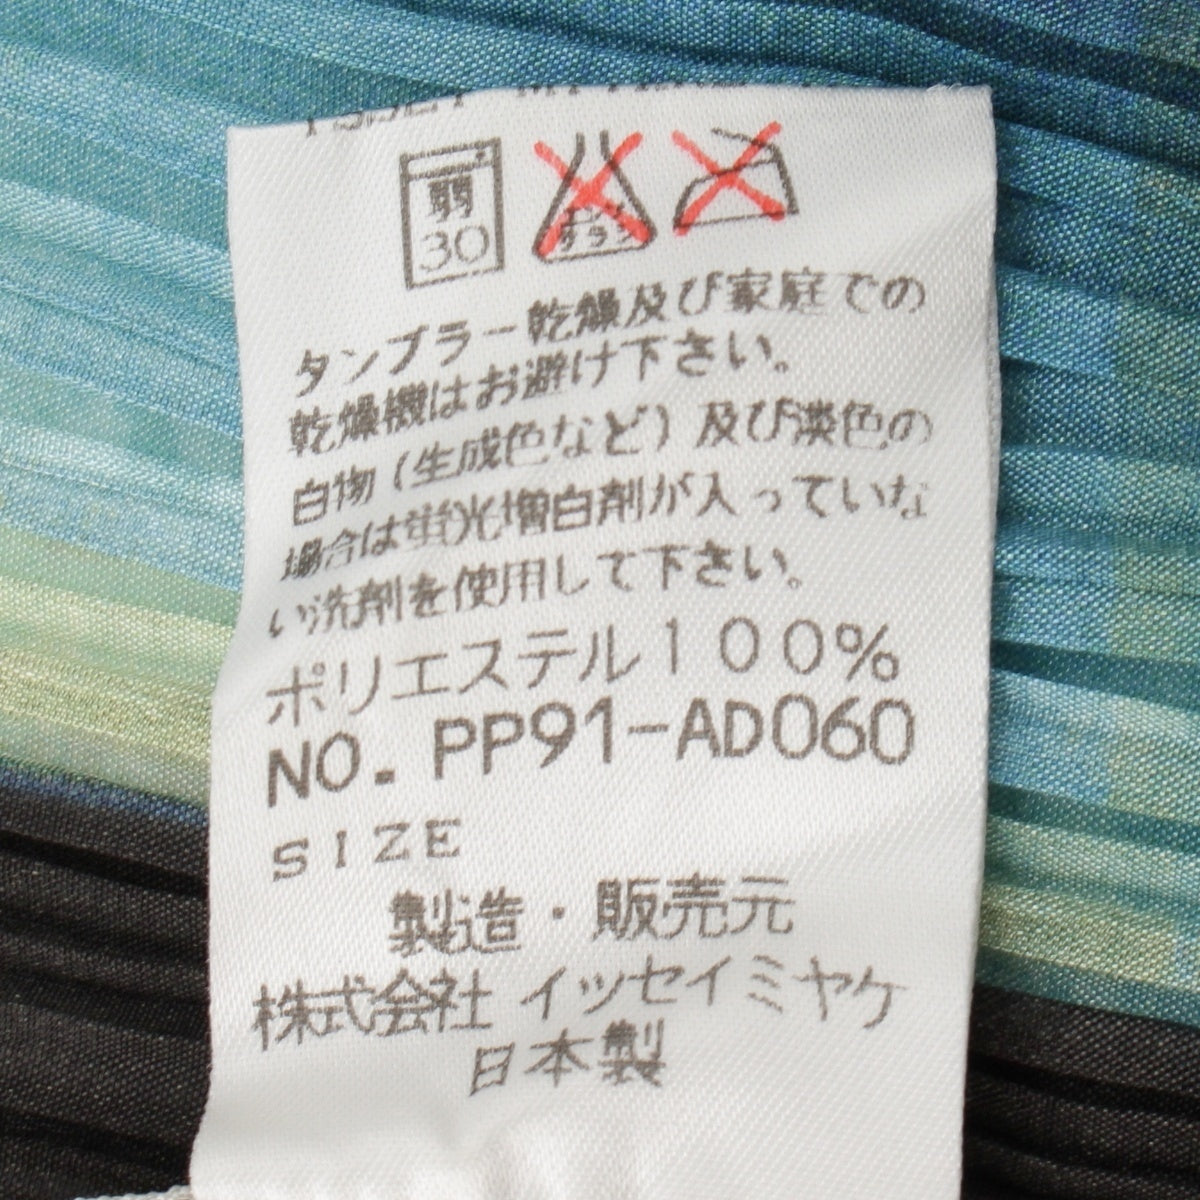 弱
30
タンブラー乾燥及び家庭での
乾燥機はお避け下さい。
白物(生成色など)及び淡色の
場合は蛍光増白剤が入っていな
い洗剤を使用して下さい。
ポリエステル100%
NO. PP91-AD060
SIZE
製造・販売元
株式会社イッセイミヤケ
日本製